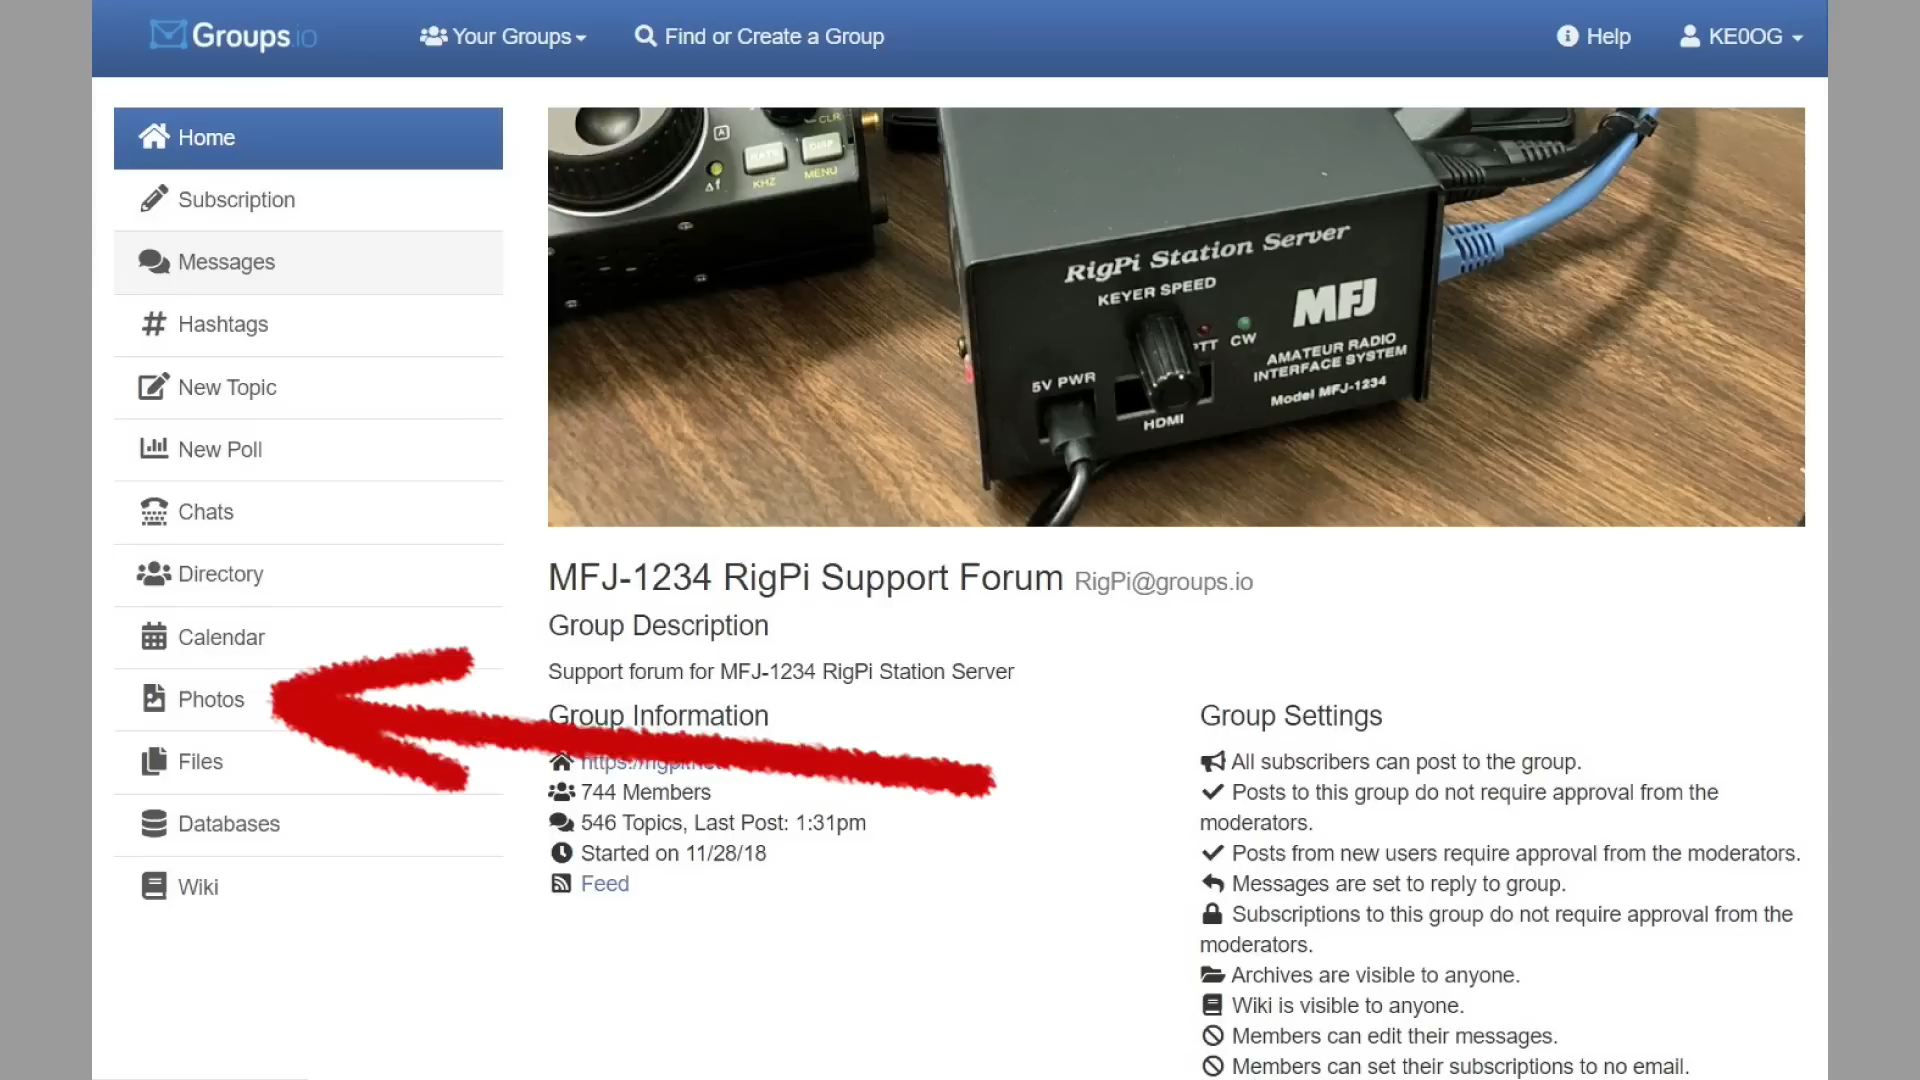 Groups.io
Your Groups
Find or Create a Group
Help
KE0OG
Home
Subscription
Messages
Hashtags
New Topic
New Poll
Chats
Directory
Calendar
Photos
Files
Databases
Wiki
A
CLR
RATE
DISP
KHZ
MENU
RigPi Station Server
KEYER SPEED
MFJ
PTT CW
AMATEUR RADIO
INTERFACE SYSTEM
Model MFJ-1234
5V PWR
HDMI
MFJ-1234 RigPi Support Forum RigPi@groups.io
Group Description
Support forum for MFJ-1234 RigPi Station Server
Group Information
744 Members
546 Topics, Last Post: 1:31pm
Started on 11/28/18
Feed
Group Settings
All subscribers can post to the group.
Posts to this group do not require approval from the
moderators.
Posts from new users require approval from the moderators.
Messages are set to reply to group.
Subscriptions to this group do not require approval from the
moderators.
Archives are visible to anyone.
Wiki is visible to anyone.
Members can edit their messages.
Members can set their subscriptions to no email.